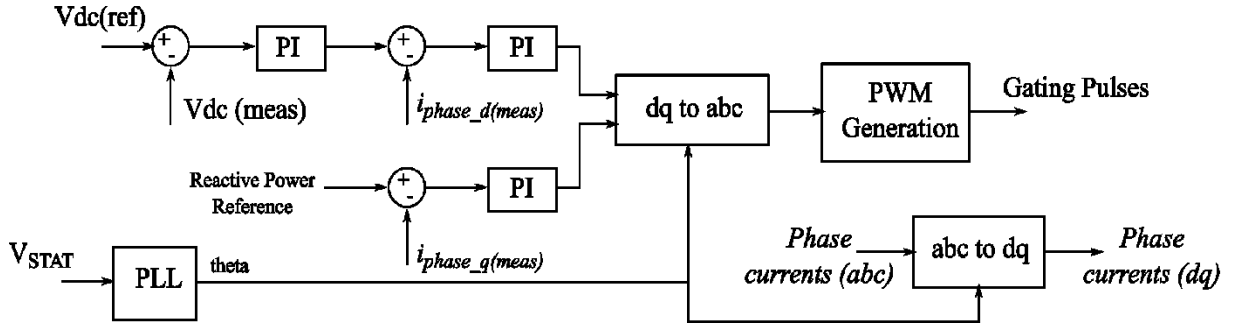 Vdc(ref)
+
-
PI
+
-
PI
Vdc (meas)
iphase_d(meas)
dq to abc
PWM
Generation
Gating Pulses
Reactive Power
Reference
+
-
PI
iphase_q(meas)
VSTAT
PLL
theta
Phase
currents (abc)
abc to dq
Phase
currents (dq)